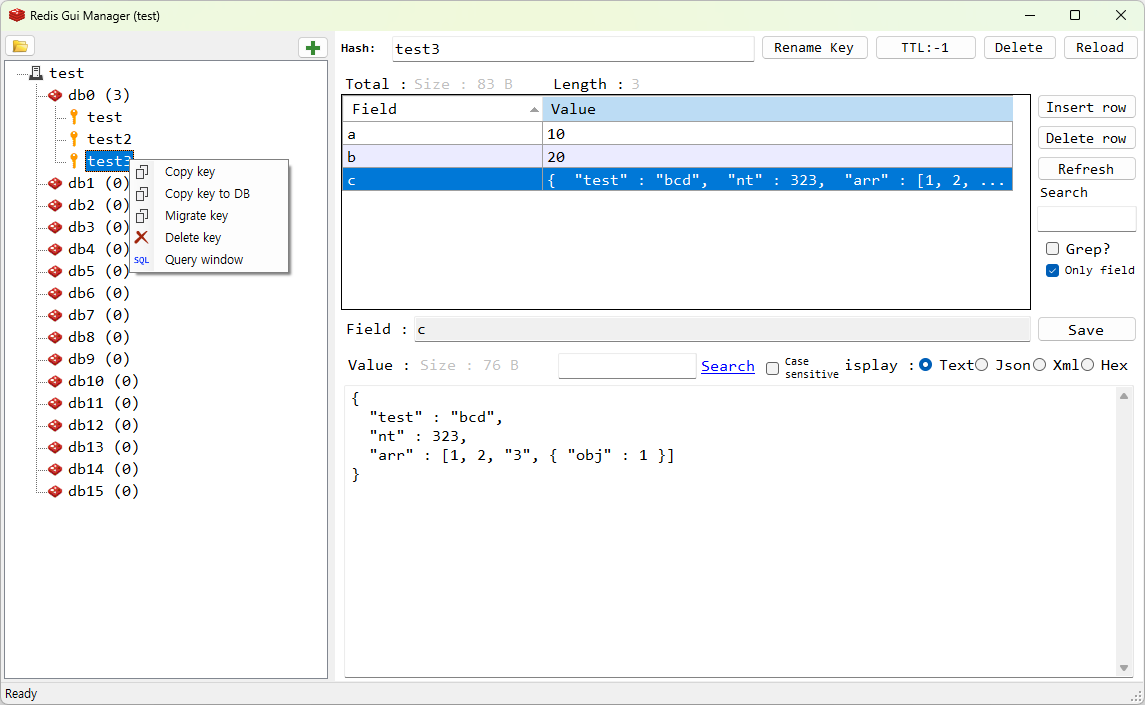 Redis Gui Manager (test)
Hash: test3 Rename Key TTL:-1 Delete Reload
test
db0 (3)
test
test2
test3
db1 (0)
db2 (0)
db3 (0)
db4 (0)
db5 (0)
db6 (0)
db7 (0)
db8 (0)
db9 (0)
db10 (0)
db11 (0)
db12 (0)
db13 (0)
db14 (0)
db15 (0)
Copy key
Copy key to DB
Migrate key
Delete key
SQL Query window
Total : Size : 83 B Length : 3
Field Value
a 10
b 20
c { "test" : "bcd", "nt" : 323, "arr" : [1, 2, ...
Insert row
Delete row
Refresh
Search
Grep?
Only field
Field : c Save
Value : Size : 76 B Search Case sensitive isplay : Text Json Xml Hex
{
"test" : "bcd",
"nt" : 323,
"arr" : [1, 2, "3", { "obj" : 1 }]
}
Ready